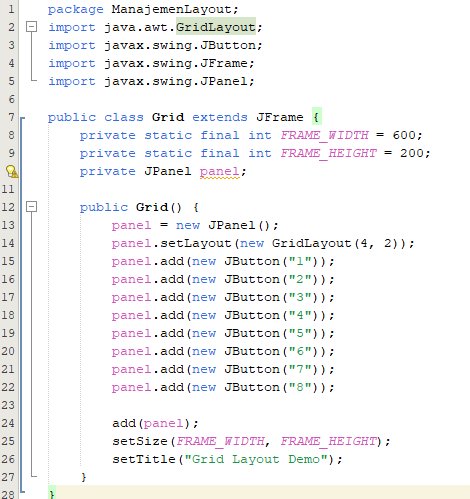 1 package ManajemenLayout;
2 import java.awt.GridLayout;
3 import javax.swing.JButton;
4 import javax.swing.JFrame;
5 import javax.swing.JPanel;
6
7 public class Grid extends JFrame {
8     private static final int FRAME_WIDTH = 600;
9     private static final int FRAME_HEIGHT = 200;
    private JPanel panel;
11
12     public Grid() {
13         panel = new JPanel();
14         panel.setLayout(new GridLayout(4, 2));
15         panel.add(new JButton("1"));
16         panel.add(new JButton("2"));
17         panel.add(new JButton("3"));
18         panel.add(new JButton("4"));
19         panel.add(new JButton("5"));
20         panel.add(new JButton("6"));
21         panel.add(new JButton("7"));
22         panel.add(new JButton("8"));
23
24         add(panel);
25         setSize(FRAME_WIDTH, FRAME_HEIGHT);
26         setTitle("Grid Layout Demo");
27     }
28 }